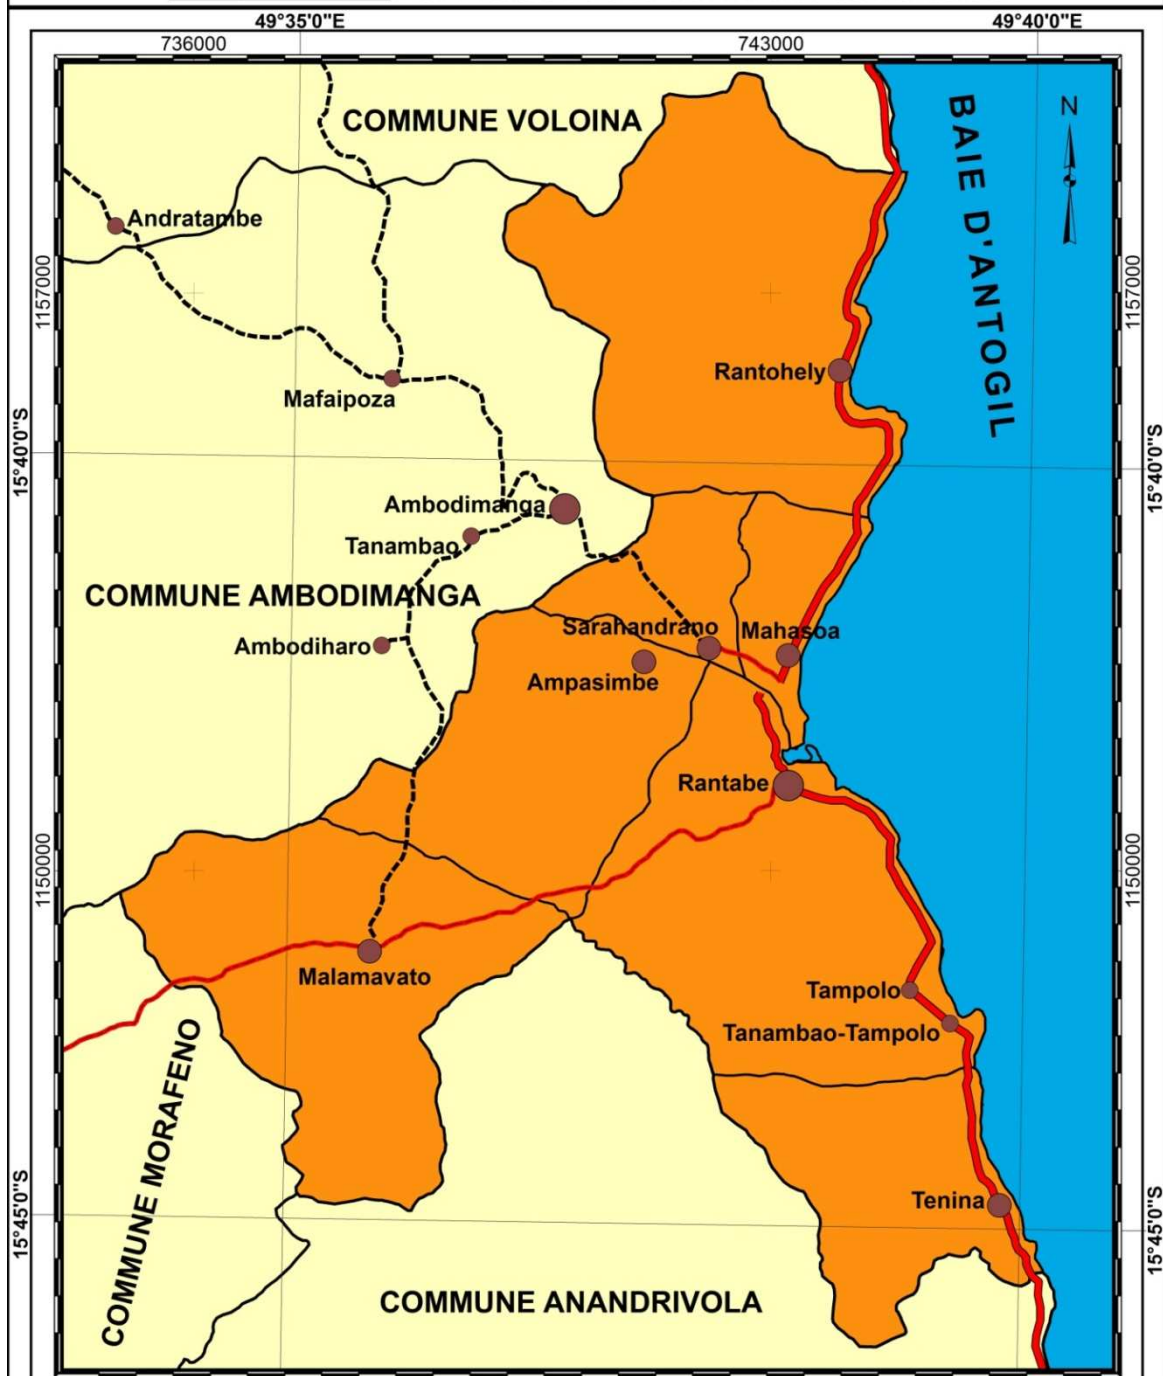 49°35'0"E
49°40'0"E
736000
743000
COMMUNE VOLOINA
BAIE D'ANTOGIL
N
Andratambe
1157000
1157000
Rantohely
Mafaipoza
15°40'0"S
15°40'0"S
Ambodimanga
Tanambao
COMMUNE AMBODIMANGA
Sarahandrano
Mahasoa
Ambodiharo
Ampasimbe
Rantabe
1150000
1150000
Malamavato
Tampolo
Tanambao-Tampolo
COMMUNE MORAFENO
Tenina
15°45'0"S
15°45'0"S
COMMUNE ANANDRIVOLA